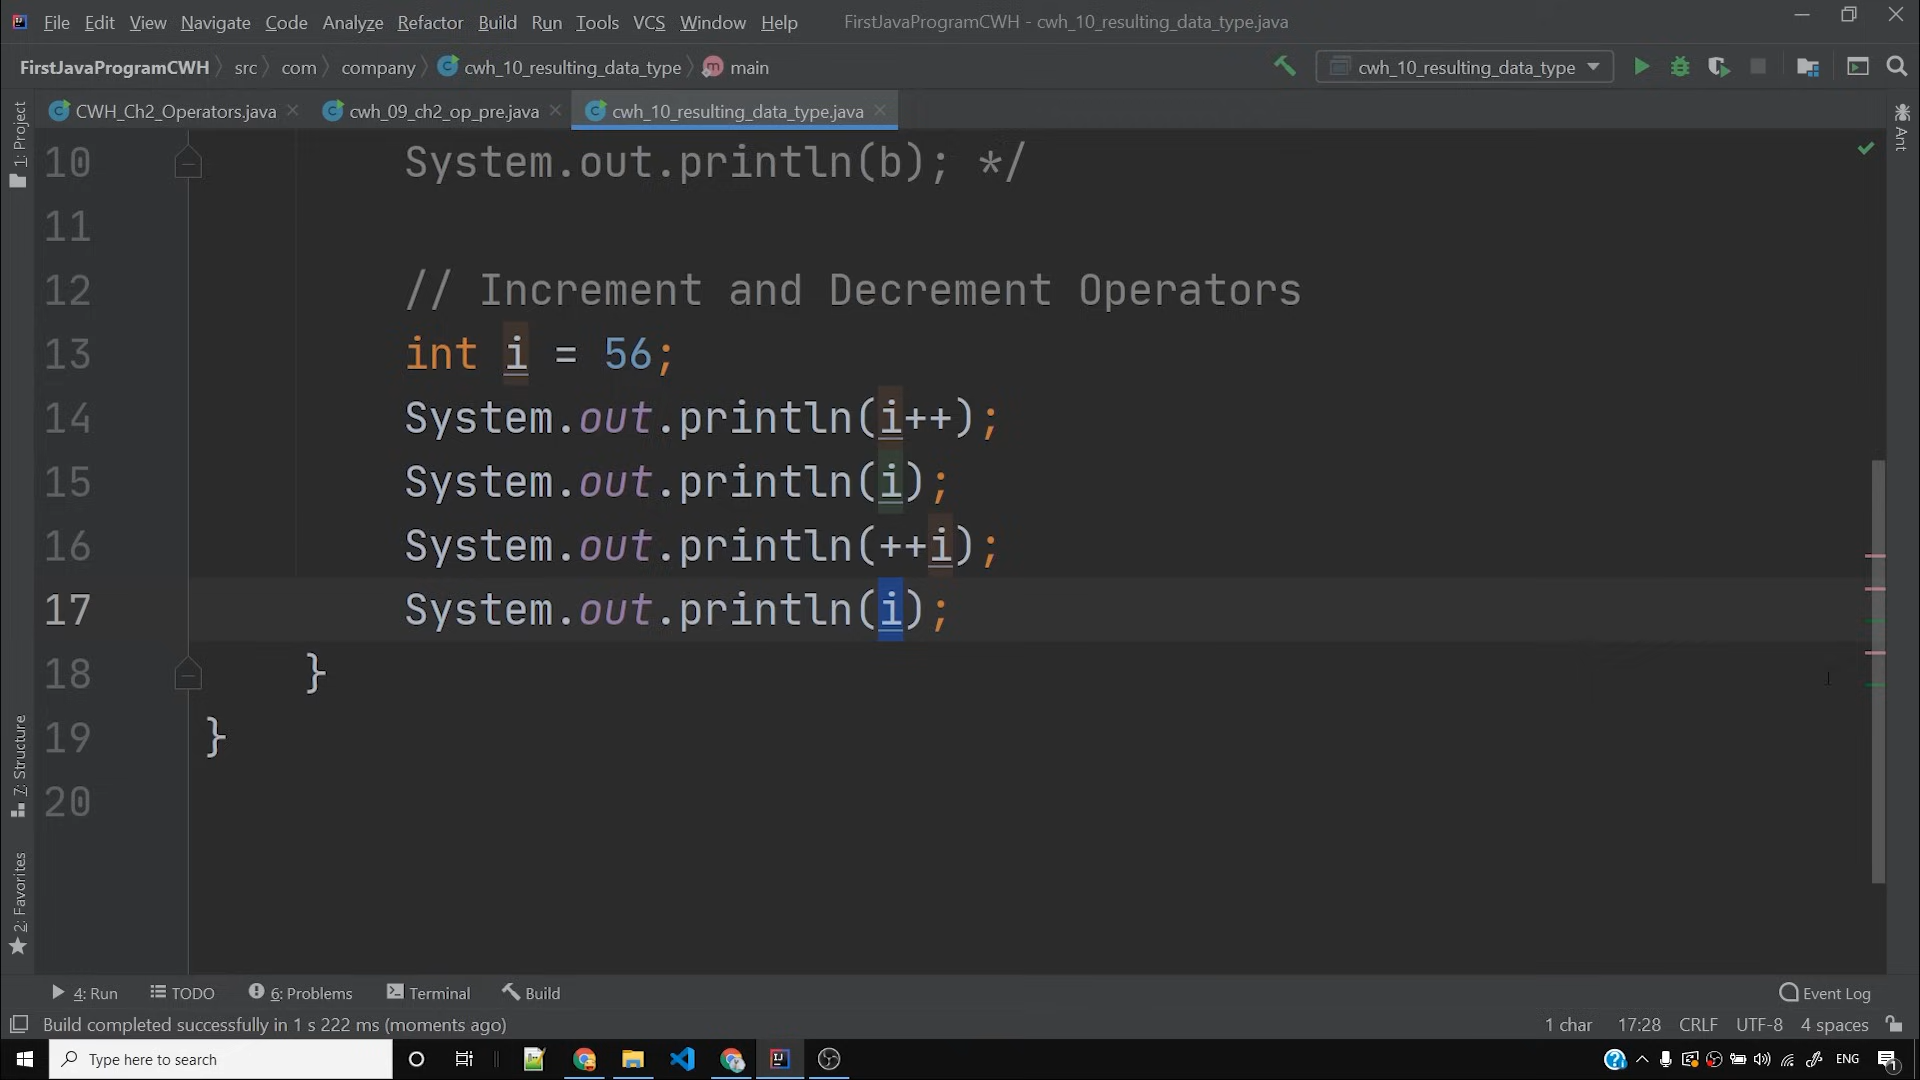 File Edit View Navigate Code Analyze Refactor Build Run Tools VCS Window Help FirstJavaProgramCWH - cwh_10_resulting_data_type.java
FirstJavaProgramCWH src com company cwh_10_resulting_data_type main cwh_10_resulting_data_type
CWH_Ch2_Operators.java cwh_09_ch2_op_pre.java cwh_10_resulting_data_type.java
1: Project
Ant
10 System.out.println(b); */
11
12 // Increment and Decrement Operators
13 int i = 56;
14 System.out.println(i++);
15 System.out.println(i);
16 System.out.println(++i);
17 System.out.println(i);
18 }
19 }
20
7: Structure
2: Favorites
4: Run TODO 6: Problems Terminal Build Event Log
Build completed successfully in 1 s 222 ms (moments ago) 1 char 17:28 CRLF UTF-8 4 spaces
Type here to search ENG 1